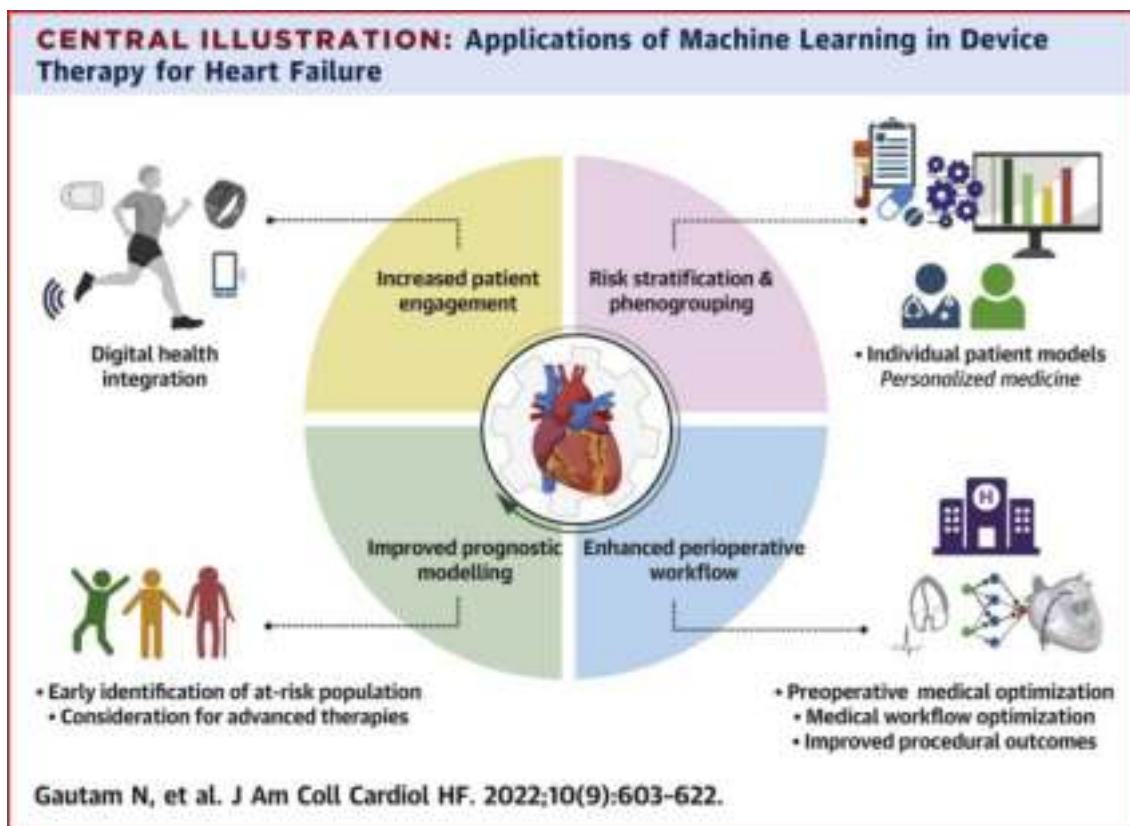 CENTRAL ILLUSTRATION: Applications of Machine Learning in Device
Therapy for Heart Failure
Increased patient
engagement
Risk stratification &
phenogrouping
Digital health
integration
• Individual patient models
Personalized medicine
H
Improved prognostic
modelling
Enhanced perioperative
workflow
• Early identification of at-risk population
• Consideration for advanced therapies
• Preoperative medical optimization
• Medical workflow optimization
• Improved procedural outcomes
Gautam N, et al. J Am Coll Cardiol HF. 2022;10(9):603–622.